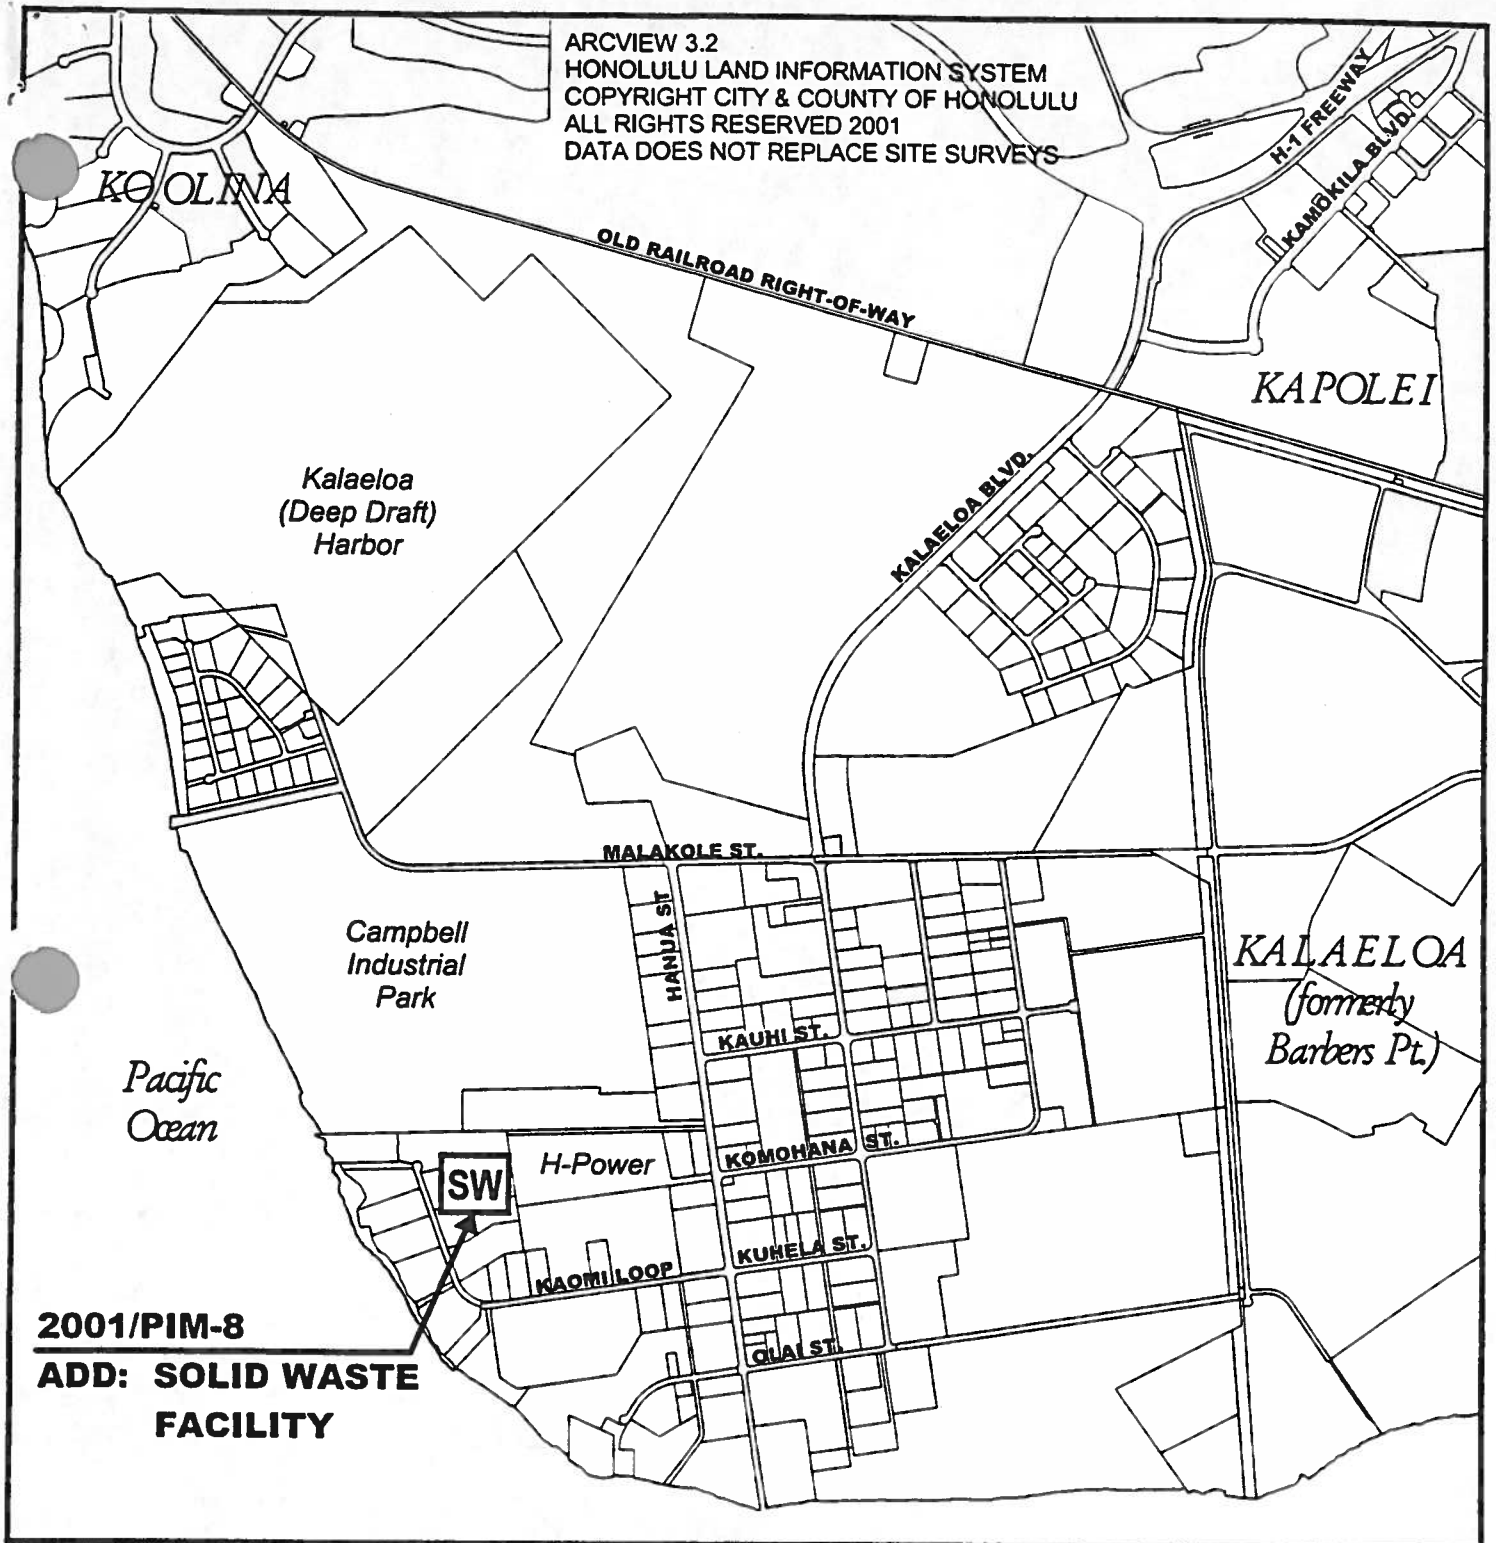 ARCVIEW 3.2
HONOLULU LAND INFORMATION SYSTEM
COPYRIGHT CITY & COUNTY OF HONOLULU
ALL RIGHTS RESERVED 2001
DATA DOES NOT REPLACE SITE SURVEYS
H-1 FREEWAY
KAMOKILA BLVD.
KO OLINA
OLD RAILROAD RIGHT-OF-WAY
KAPOLEI
Kalaeloa
(Deep Draft)
Harbor
KALAELOA BLVD.
MALAKOLE ST.
HANUA ST
Campbell
Industrial
Park
KALAELOA
(formerly
Barbers Pt.)
KAUHI ST.
Pacific
Ocean
KOMOHANA ST.
H-Power
SW
KUHELA ST.
KAOMI LOOP
OLAI ST.
2001/PIM-8
ADD: SOLID WASTE
FACILITY